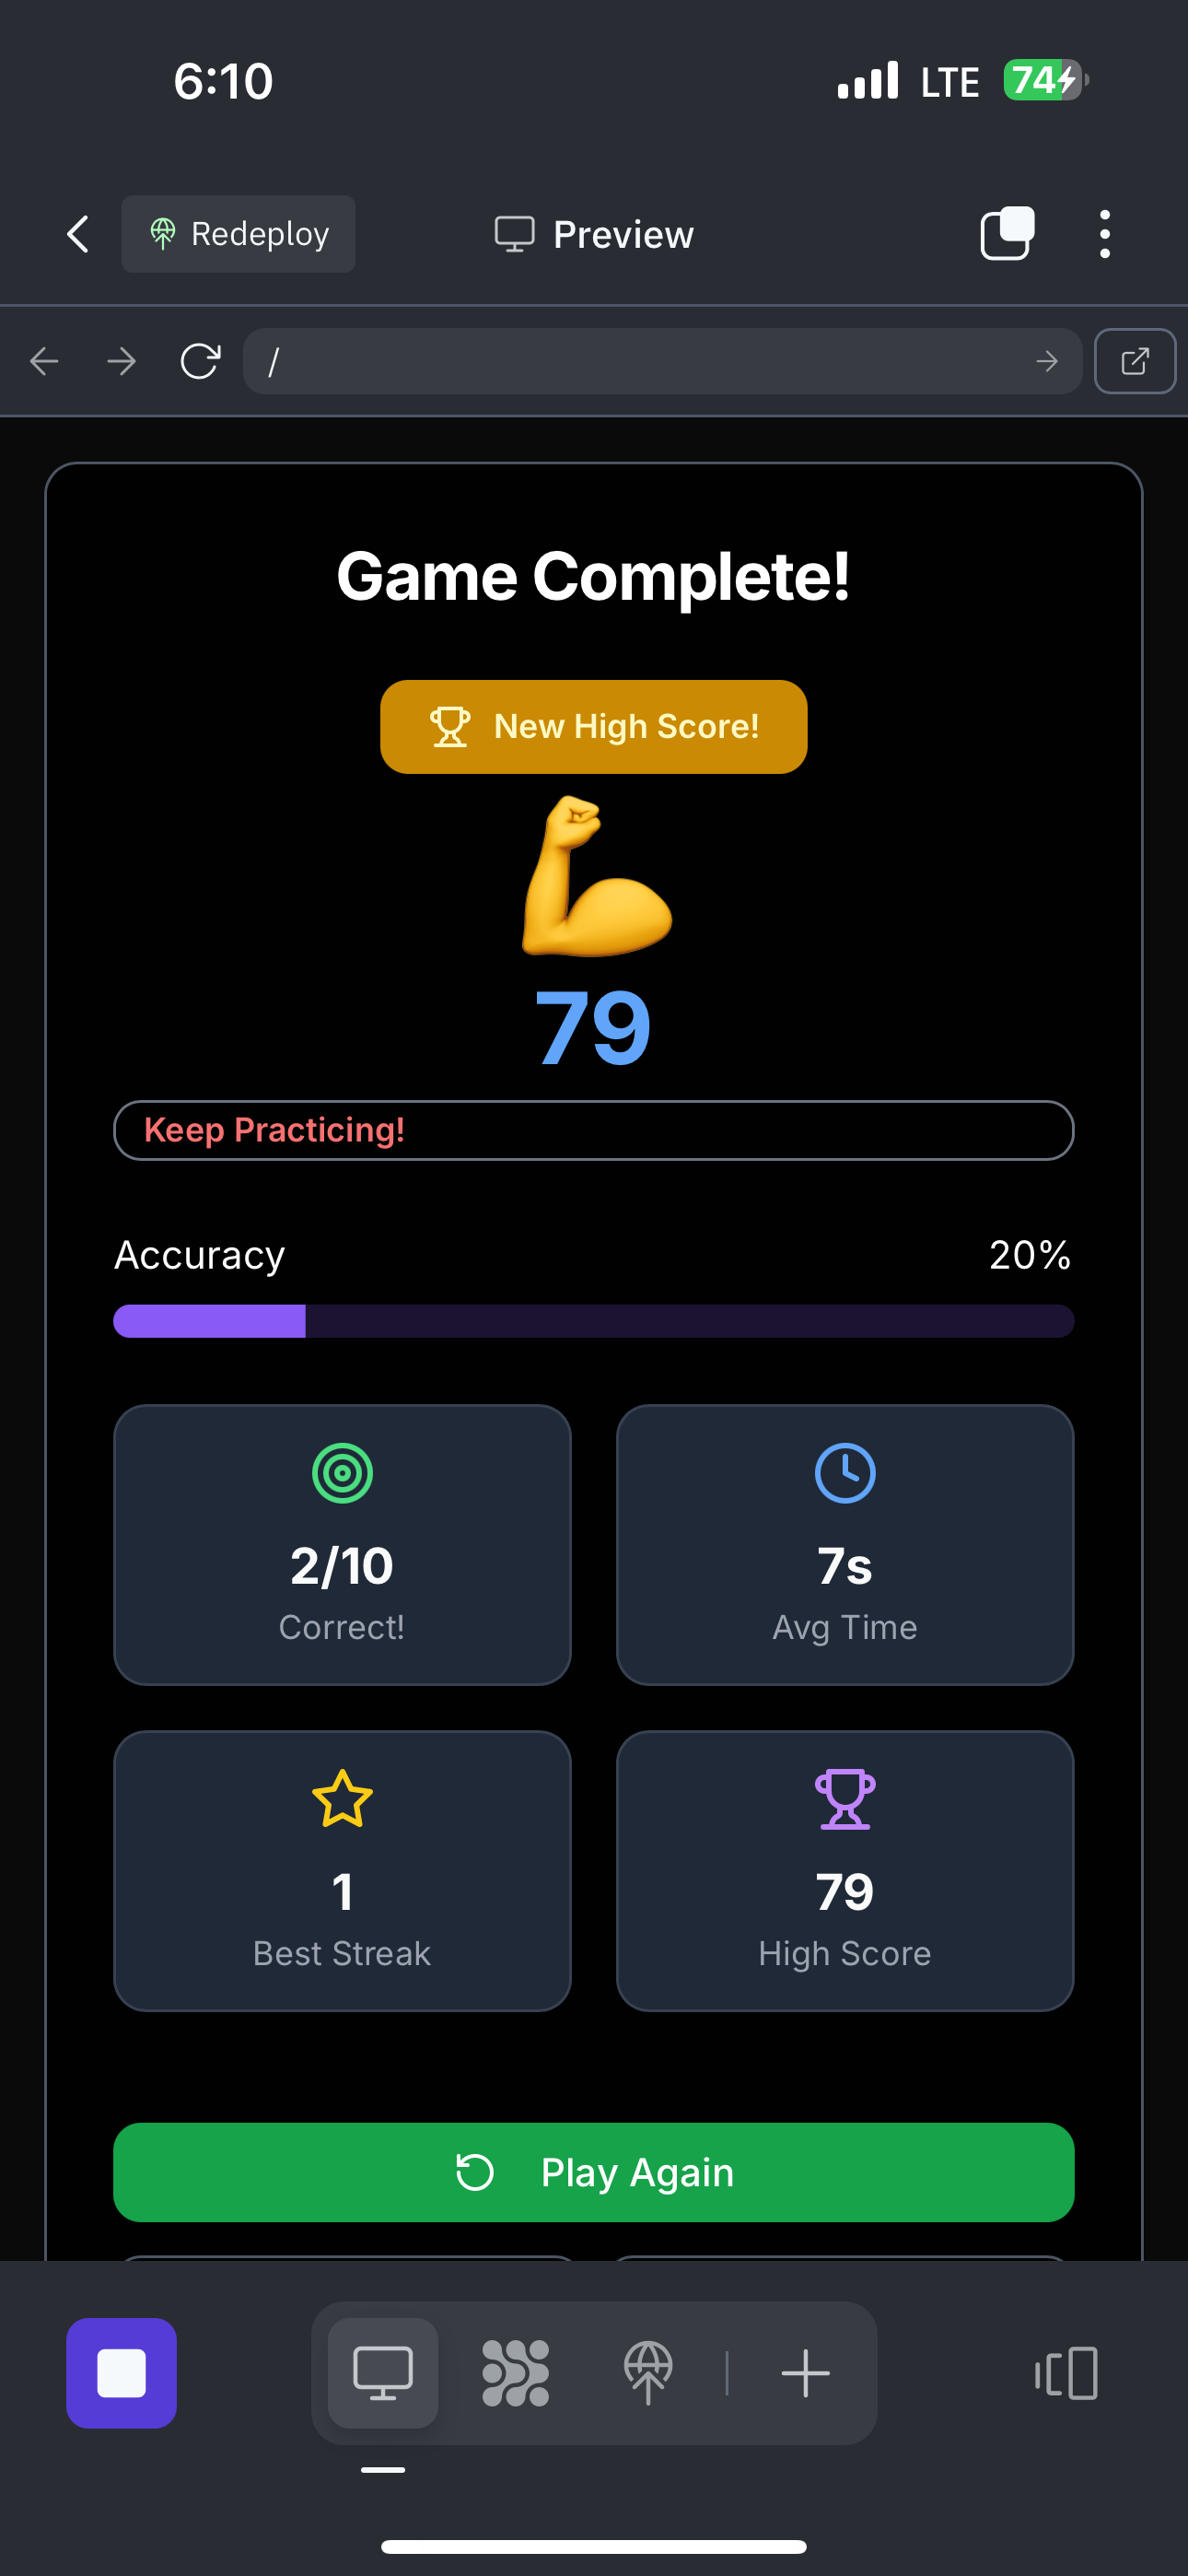 6:10
LTE
74
Redeploy
Preview
/
Game Complete!
New High Score!
79
Keep Practicing!
Accuracy
20%
2/10
Correct!
7s
Avg Time
1
Best Streak
79
High Score
Play Again